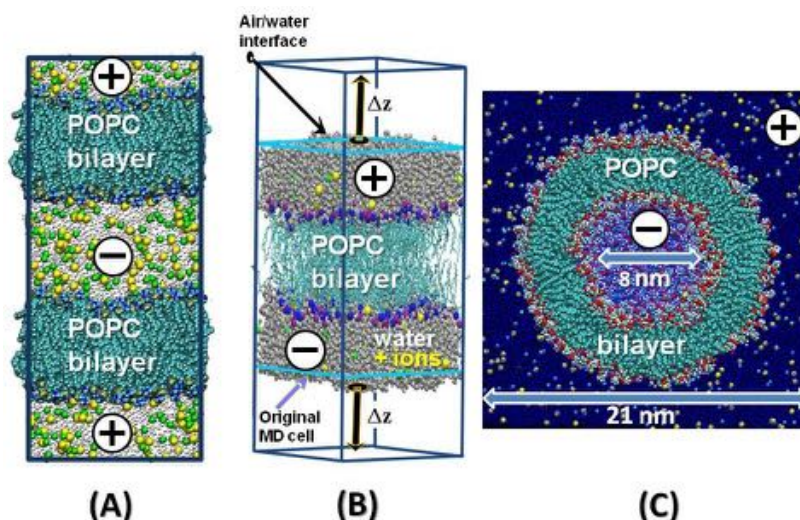 +
POPC
bilayer
−
POPC
bilayer
+
(A)
Air/water
interface
Δz
+
POPC
bilayer
−
water
+ ions
Original
MD cell
Δz
(B)
+
POPC
−
8 nm
bilayer
21 nm
(C)